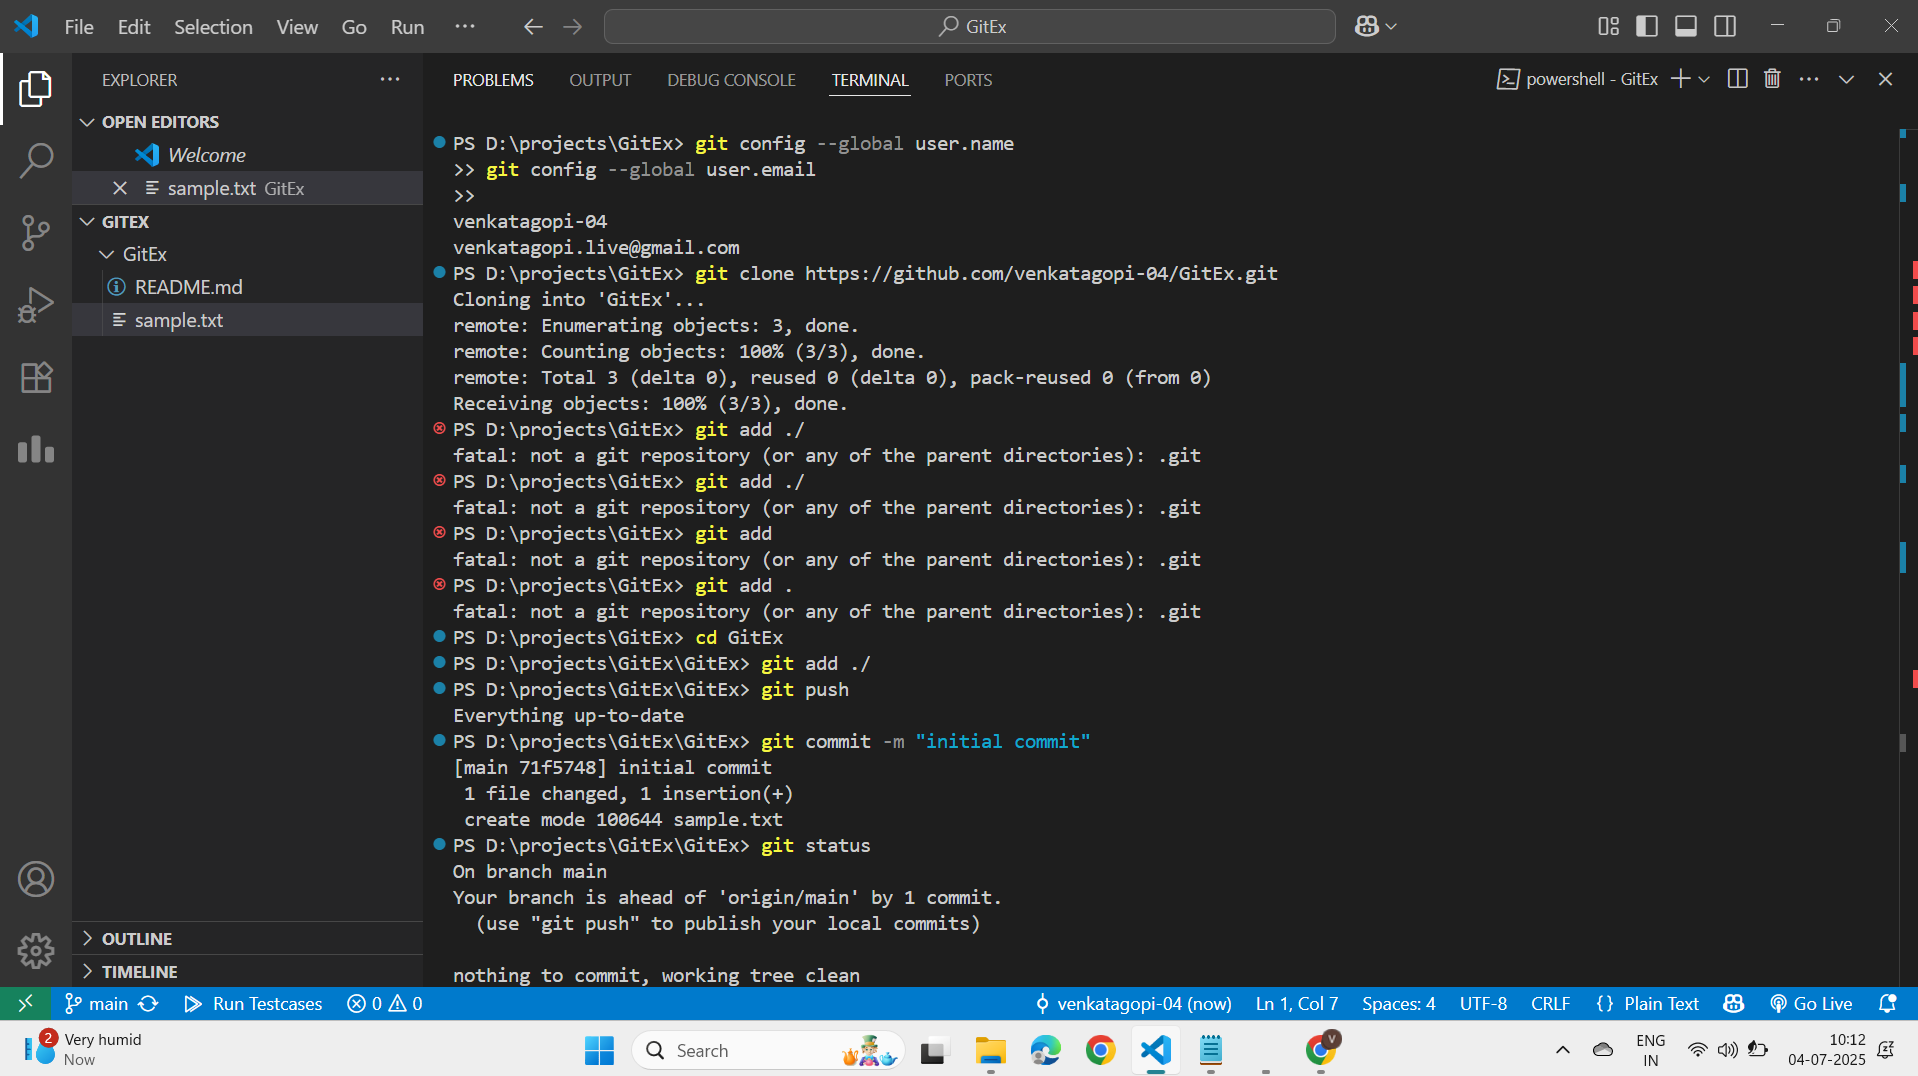 File Edit Selection View Go Run ···
GitEx
EXPLORER
PROBLEMS OUTPUT DEBUG CONSOLE TERMINAL PORTS
powershell - GitEx
OPEN EDITORS
Welcome
sample.txt GitEx
GITEX
GitEx
README.md
sample.txt
OUTLINE
TIMELINE
PS D:\projects\GitEx> git config --global user.name
>> git config --global user.email
>>
venkatagopi-04
venkatagopi.live@gmail.com
PS D:\projects\GitEx> git clone https://github.com/venkatagopi-04/GitEx.git
Cloning into 'GitEx'...
remote: Enumerating objects: 3, done.
remote: Counting objects: 100% (3/3), done.
remote: Total 3 (delta 0), reused 0 (delta 0), pack-reused 0 (from 0)
Receiving objects: 100% (3/3), done.
PS D:\projects\GitEx> git add ./
fatal: not a git repository (or any of the parent directories): .git
PS D:\projects\GitEx> git add ./
fatal: not a git repository (or any of the parent directories): .git
PS D:\projects\GitEx> git add
fatal: not a git repository (or any of the parent directories): .git
PS D:\projects\GitEx> git add .
fatal: not a git repository (or any of the parent directories): .git
PS D:\projects\GitEx> cd GitEx
PS D:\projects\GitEx\GitEx> git add ./
PS D:\projects\GitEx\GitEx> git push
Everything up-to-date
PS D:\projects\GitEx\GitEx> git commit -m "initial commit"
[main 71f5748] initial commit
 1 file changed, 1 insertion(+)
 create mode 100644 sample.txt
PS D:\projects\GitEx\GitEx> git status
On branch main
Your branch is ahead of 'origin/main' by 1 commit.
  (use "git push" to publish your local commits)
nothing to commit, working tree clean
main Run Testcases 0 0 venkatagopi-04 (now) Ln 1, Col 7 Spaces: 4 UTF-8 CRLF {} Plain Text Go Live
2
Very humid
Now
Search
V
ENG
IN
10:12
04-07-2025